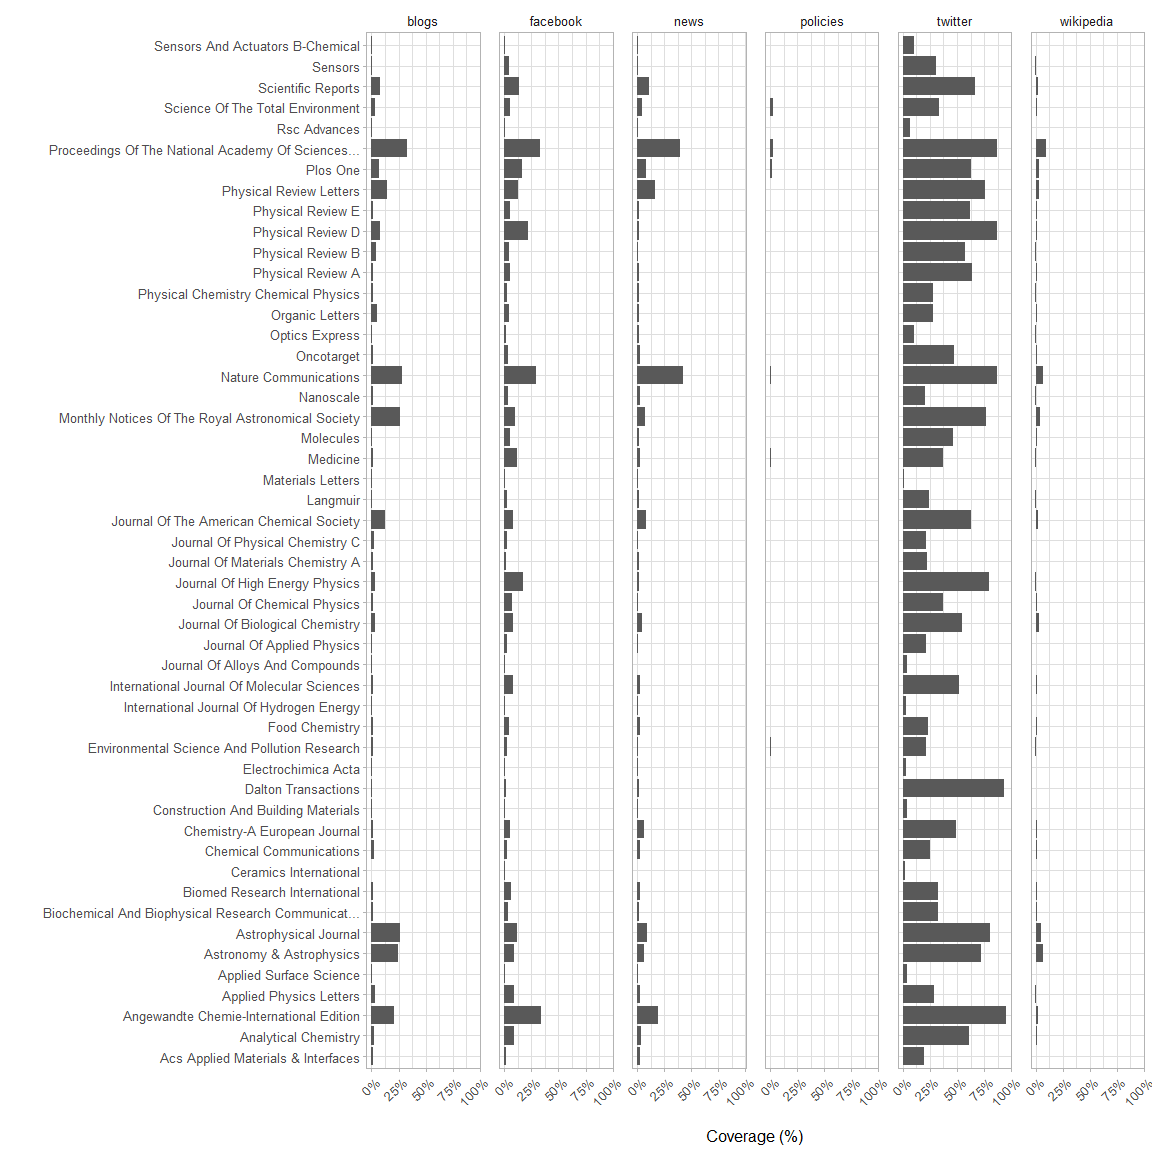 blogs facebook news policies twitter wikipedia
Sensors And Actuators B-Chemical
Sensors
Scientific Reports
Science Of The Total Environment
Rsc Advances
Proceedings Of The National Academy Of Sciences...
Plos One
Physical Review Letters
Physical Review E
Physical Review D
Physical Review B
Physical Review A
Physical Chemistry Chemical Physics
Organic Letters
Optics Express
Oncotarget
Nature Communications
Nanoscale
Monthly Notices Of The Royal Astronomical Society
Molecules
Medicine
Materials Letters
Langmuir
Journal Of The American Chemical Society
Journal Of Physical Chemistry C
Journal Of Materials Chemistry A
Journal Of High Energy Physics
Journal Of Chemical Physics
Journal Of Biological Chemistry
Journal Of Applied Physics
Journal Of Alloys And Compounds
International Journal Of Molecular Sciences
International Journal Of Hydrogen Energy
Food Chemistry
Environmental Science And Pollution Research
Electrochimica Acta
Dalton Transactions
Construction And Building Materials
Chemistry-A European Journal
Chemical Communications
Ceramics International
Biomed Research International
Biochemical And Biophysical Research Communicat...
Astrophysical Journal
Astronomy & Astrophysics
Applied Surface Science
Applied Physics Letters
Angewandte Chemie-International Edition
Analytical Chemistry
Acs Applied Materials & Interfaces
0% 25% 50% 75% 100% 0% 25% 50% 75% 100% 0% 25% 50% 75% 100% 0% 25% 50% 75% 100% 0% 25% 50% 75% 100% 0% 25% 50% 75% 100%
Coverage (%)